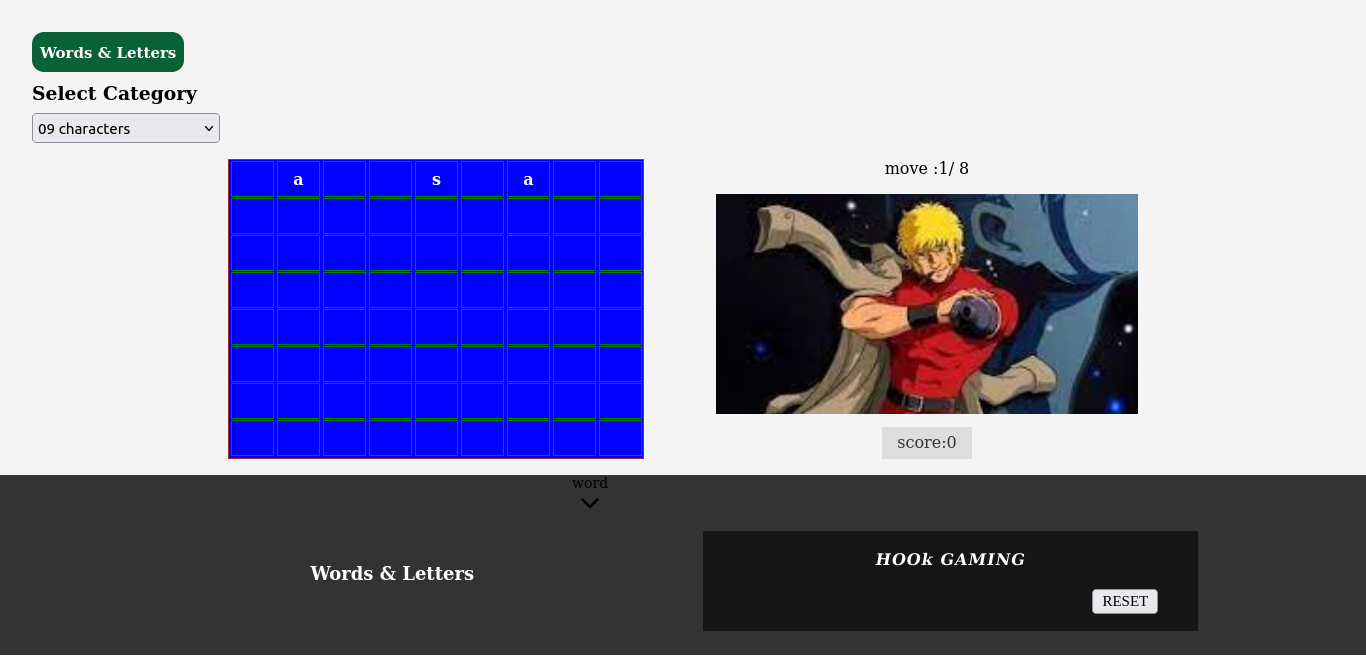 Words & Letters
Select Category
09 characters
a s a
move :1/ 8
score:0
word
Words & Letters
HOOk GAMING
RESET